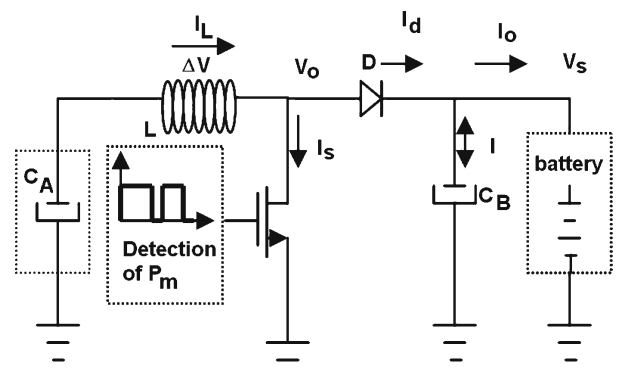 I_L
ΔV
L
V_o
D
I_d
I_o
V_s
C_A
I_s
I
C_B
battery
Detection
of P_m